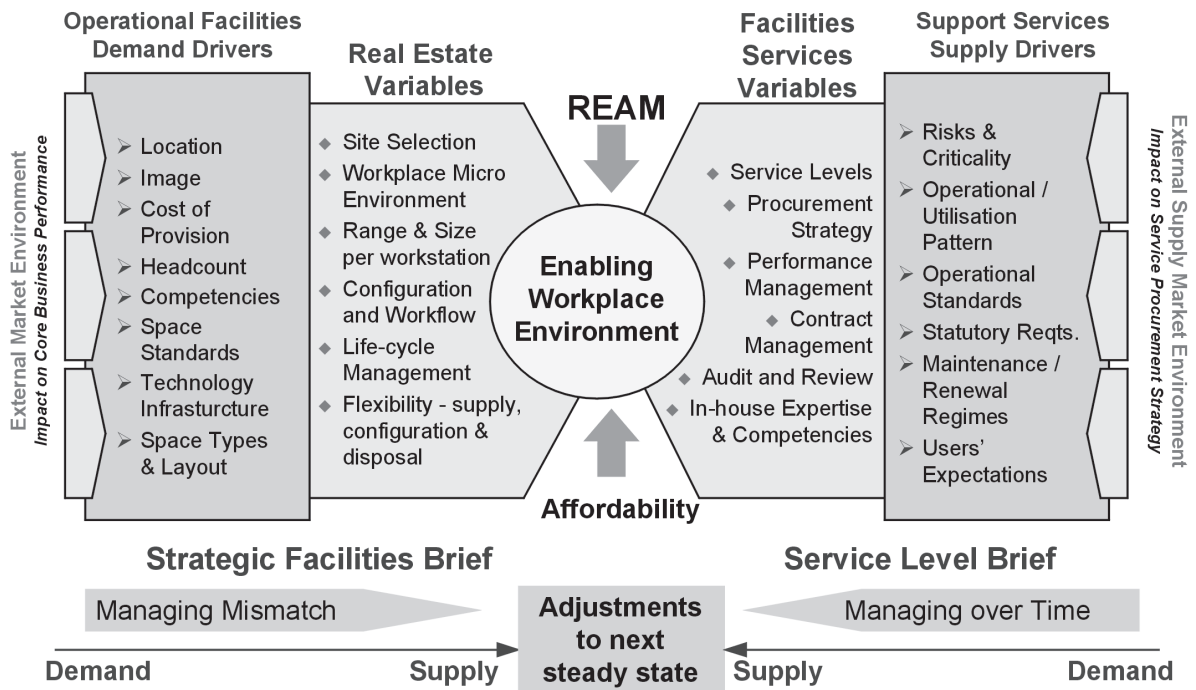 Operational Facilities
Demand Drivers
External Market Environment
Impact on Core Business Performance
Location
Image
Cost of
Provision
Headcount
Competencies
Space
Standards
Technology
Infrasturcture
Space Types
& Layout
Real Estate
Variables
Site Selection
Workplace Micro
Environment
Range & Size
per workstation
Configuration
and Workflow
Life-cycle
Management
Flexibility - supply,
configuration &
disposal
REAM
Enabling
Workplace
Environment
Affordability
Facilities
Services
Variables
Service Levels
Procurement
Strategy
Performance
Management
Contract
Management
Audit and Review
In-house Expertise
& Competencies
Support Services
Supply Drivers
Risks &
Criticality
Operational /
Utilisation
Pattern
Operational
Standards
Statutory Reqts.
Maintenance /
Renewal
Regimes
Users'
Expectations
External Supply Market Environment
Impact on Service Procurement Strategy
Strategic Facilities Brief
Service Level Brief
Managing Mismatch
Adjustments
to next
steady state
Managing over Time
Demand
Supply
Supply
Demand